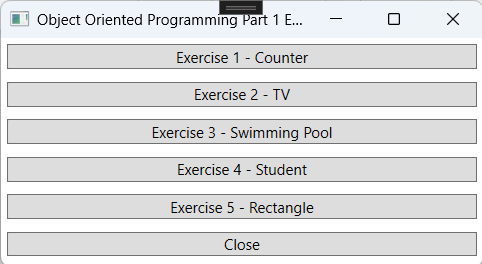 Object Oriented Programming Part 1 E...
Exercise 1 - Counter
Exercise 2 - TV
Exercise 3 - Swimming Pool
Exercise 4 - Student
Exercise 5 - Rectangle
Close